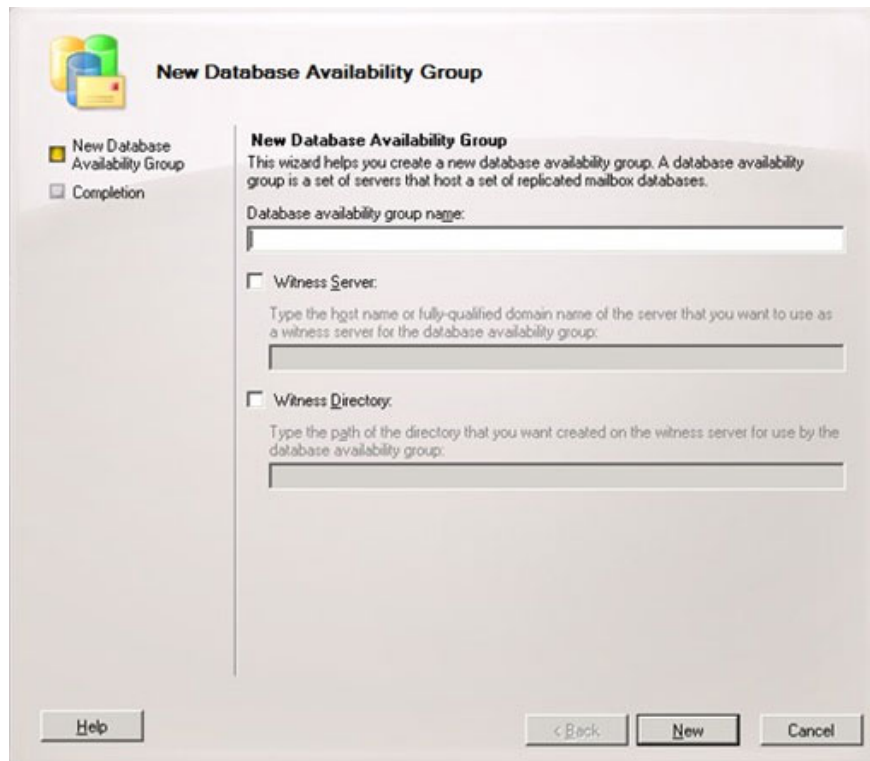 New Database Availability Group
New Database
Availability Group
Completion
New Database Availability Group
This wizard helps you create a new database availability group. A database availability
group is a set of servers that host a set of replicated mailbox databases.
Database availability group name:
Witness Server:
Type the host name or fully-qualified domain name of the server that you want to use as
a witness server for the database availability group:
Witness Directory:
Type the path of the directory that you want created on the witness server for use by the
database availability group:
Help
< Back
New
Cancel